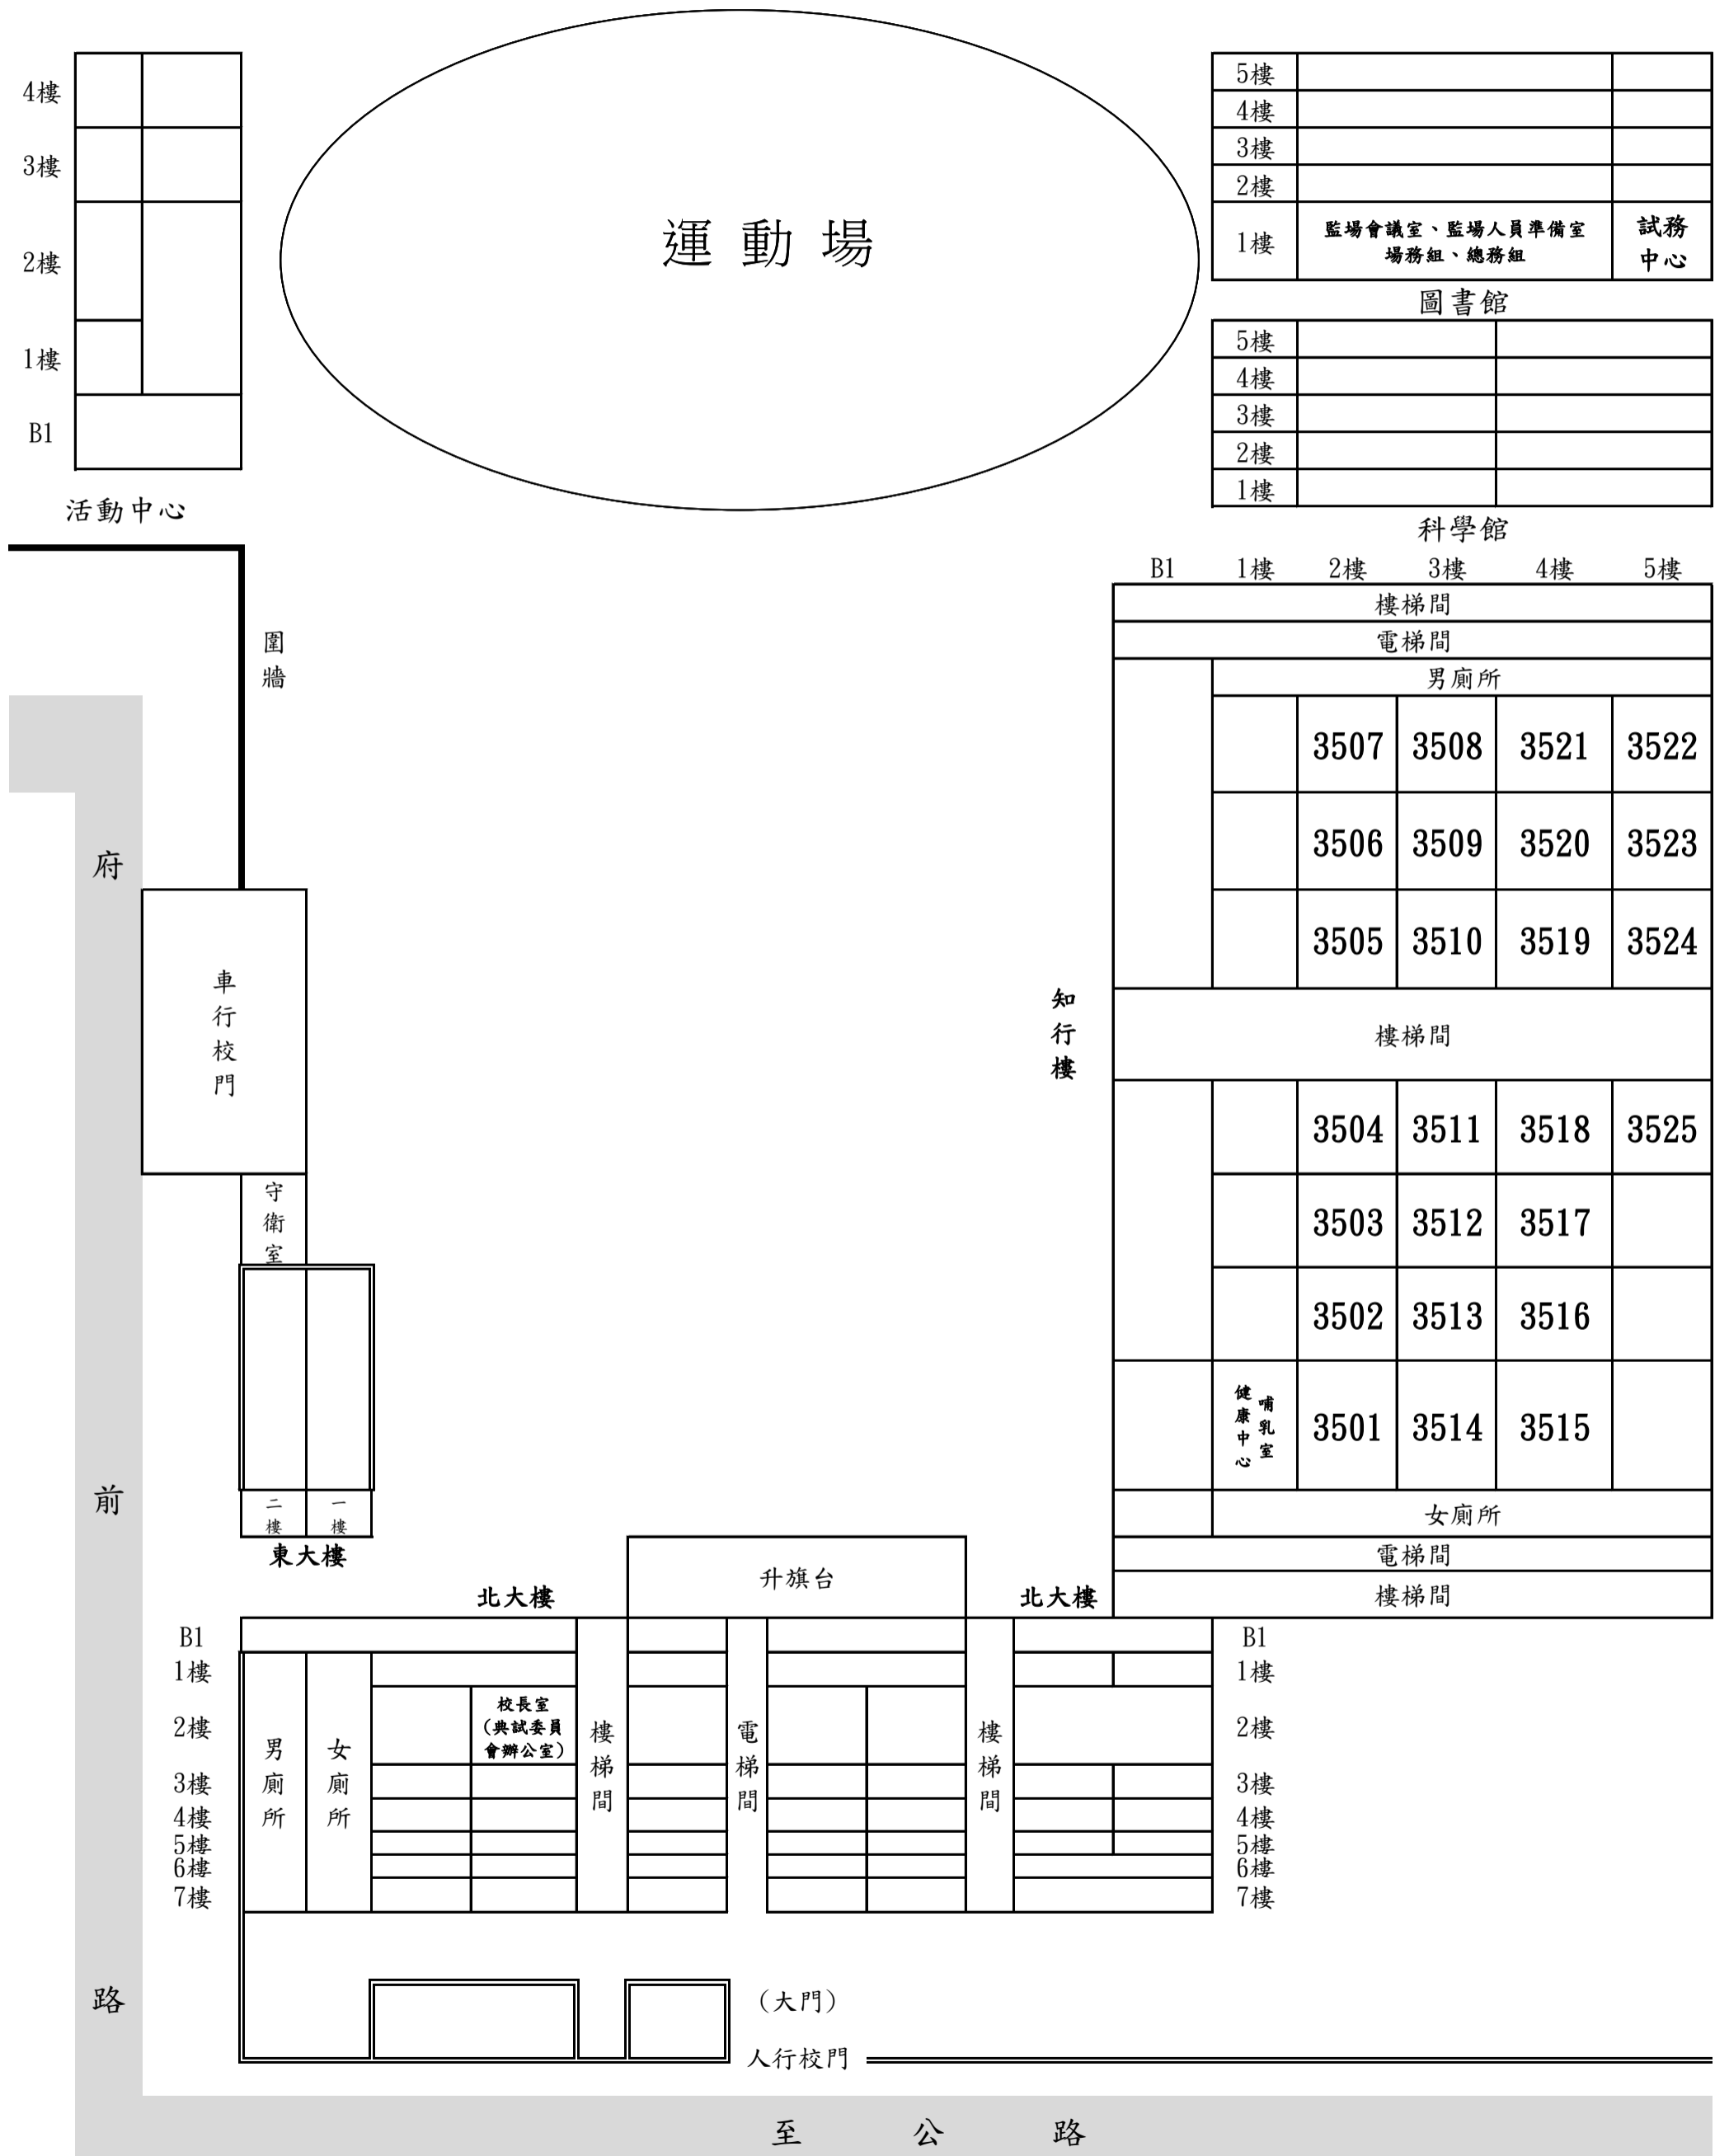 4樓
3樓
2樓
1樓
B1
活動中心
運動場
5樓
4樓
3樓
2樓
1樓 監場會議室、監場人員準備室 試務
場務組、總務組 中心
圖書館
5樓
4樓
3樓
2樓
1樓
科學館
圍牆
府前路
車行校門
守衛室
二樓 一樓
東大樓
知行樓
B1 1樓 2樓 3樓 4樓 5樓
樓梯間
電梯間
男廁所
3507 3508 3521 3522
3506 3509 3520 3523
3505 3510 3519 3524
樓梯間
3504 3511 3518 3525
3503 3512 3517
3502 3513 3516
健康中心 哺乳室 3501 3514 3515
女廁所
電梯間
樓梯間
升旗台
北大樓 北大樓
B1 B1
1樓 1樓
2樓 2樓
3樓 3樓
4樓 4樓
5樓 5樓
6樓 6樓
7樓 7樓
男廁所
女廁所
校長室
(典試委員
會辦公室)
樓梯間
電梯間
樓梯間
(大門)
人行校門
至公路